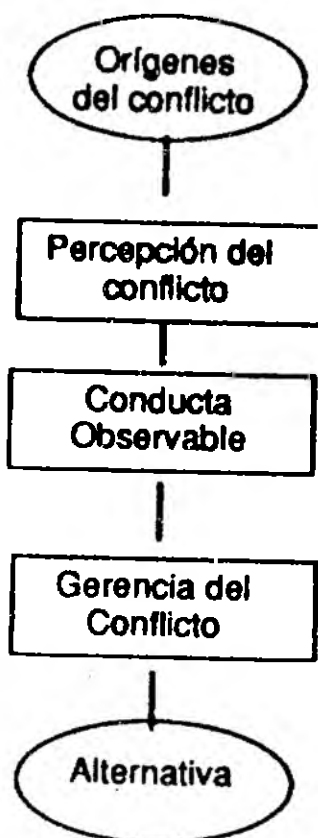 Orígenes
del conflicto
Percepción del
conflicto
Conducta
Observable
Gerencia del
Conflicto
Alternativa